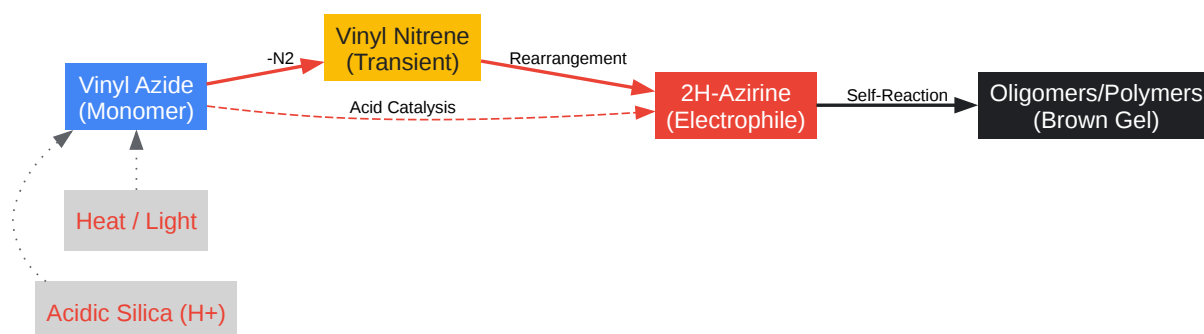 Vinyl Nitrene
(Transient)
-N2
Rearrangement
Vinyl Azide
(Monomer)
Acid Catalysis
2H-Azirine
(Electrophile)
Self-Reaction
Oligomers/Polymers
(Brown Gel)
Heat / Light
Acidic Silica (H+)